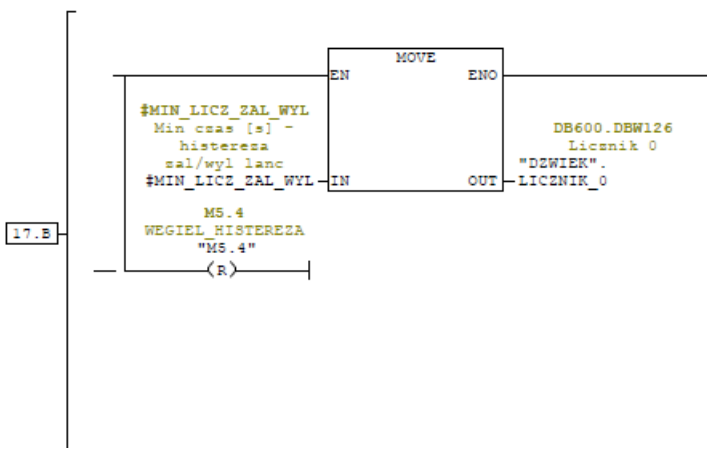 MOVE
EN
ENO
#MIN_LICZ_ZAL_WYL
Min czas [s] -
histereza
zal/wyl lanc
#MIN_LICZ_ZAL_WYL
IN
DB600.DBW126
Licznik 0
"DZWIEK".
OUT
LICZNIK_0
M5.4
WEGIEL_HISTEREZA
"M5.4"
(R)
17.B